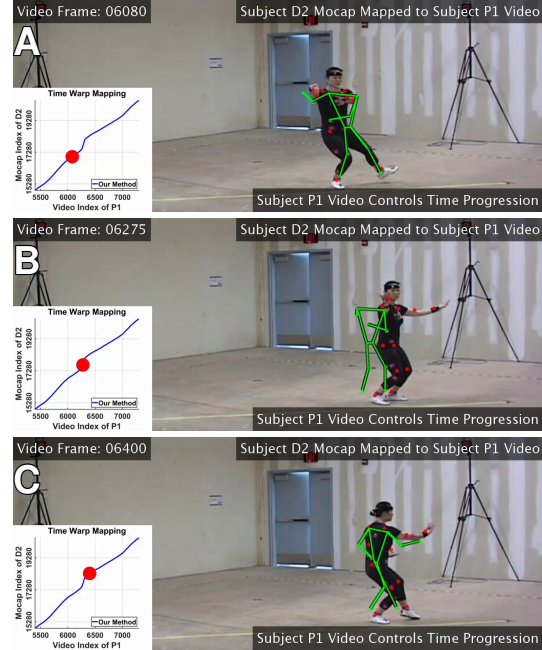 Video Frame: 06080
Subject D2 Mocap Mapped to Subject P1 Video
A
Time Warp Mapping
Mocap Index of D2
19280
17280
15280
Our Method
5500 6000 6500 7000
Video Index of P1
Subject P1 Video Controls Time Progression
Video Frame: 06275
Subject D2 Mocap Mapped to Subject P1 Video
B
Time Warp Mapping
Mocap Index of D2
19280
17280
15280
Our Method
5500 6000 6500 7000
Video Index of P1
Subject P1 Video Controls Time Progression
Video Frame: 06400
Subject D2 Mocap Mapped to Subject P1 Video
C
Time Warp Mapping
Mocap Index of D2
19280
17280
15280
Our Method
5500 6000 6500 7000
Video Index of P1
Subject P1 Video Controls Time Progression